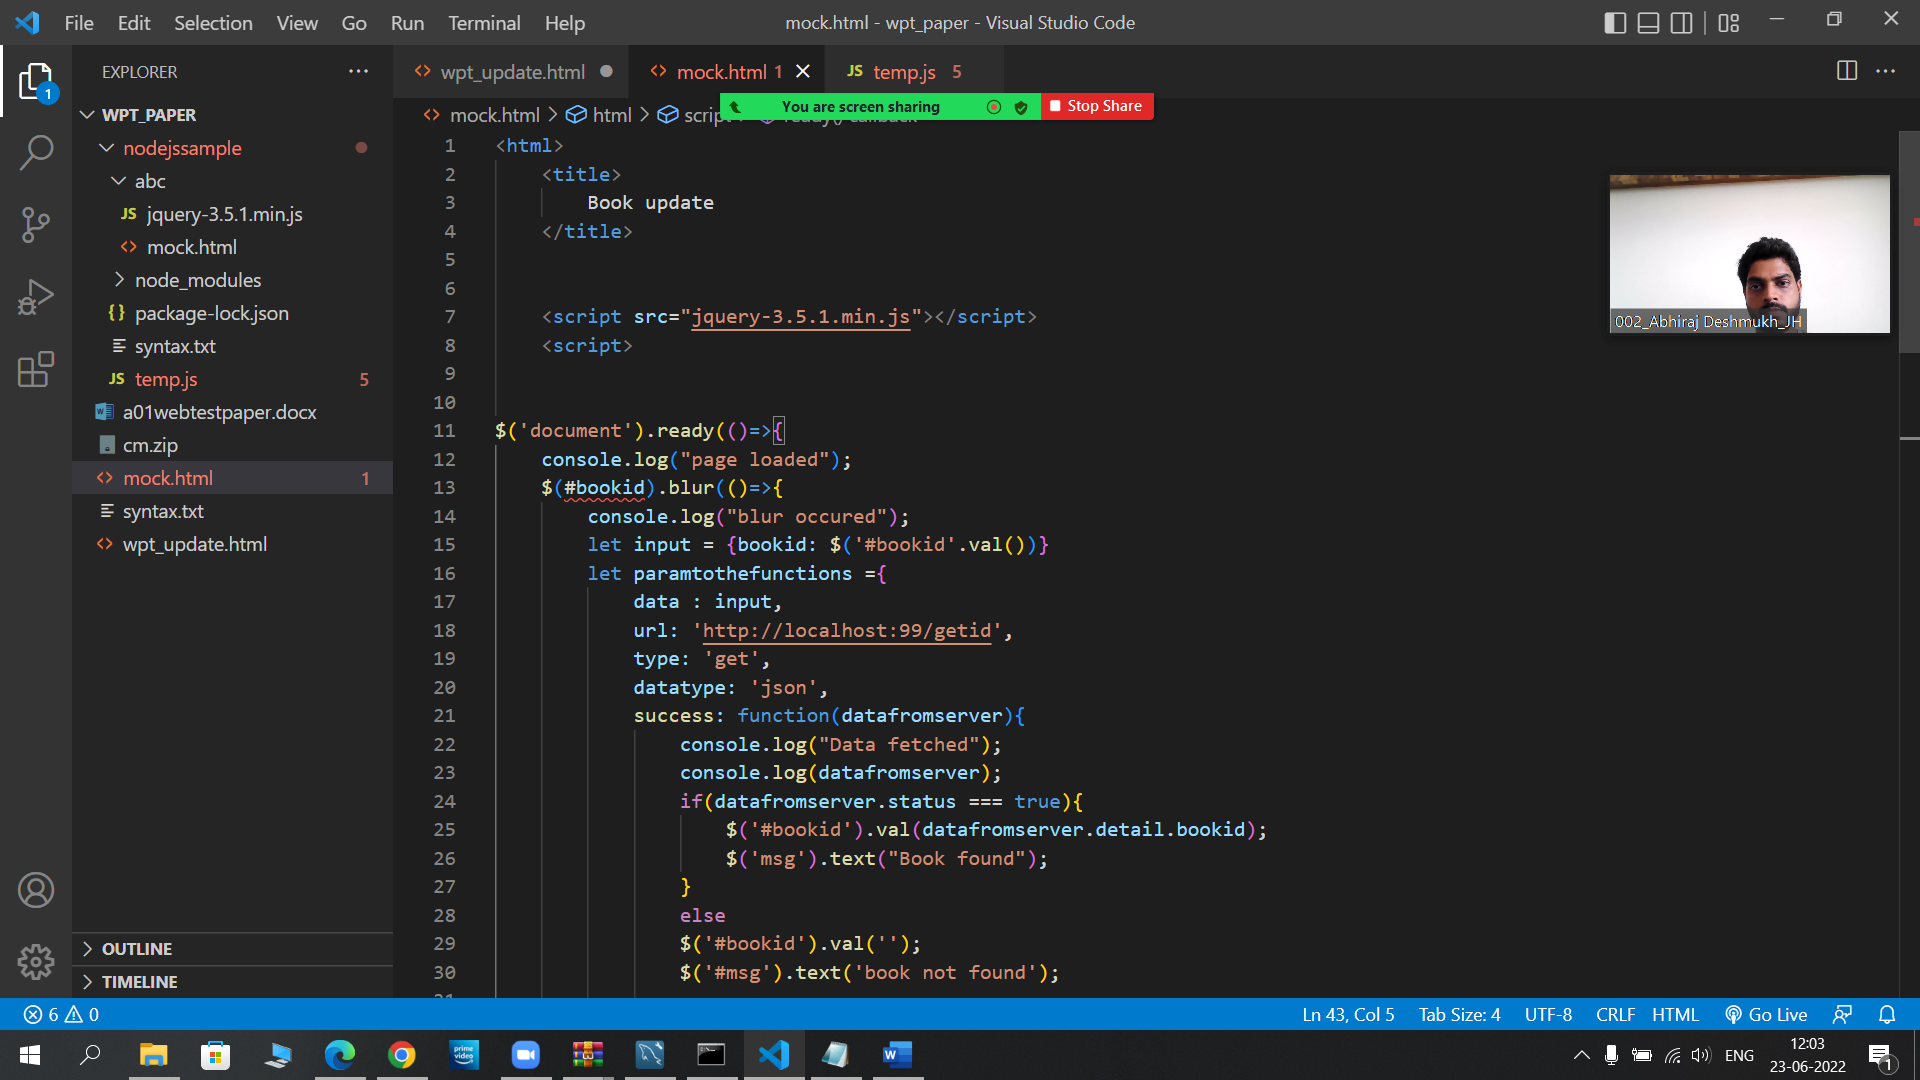 File Edit Selection View Go Run Terminal Help
mock.html - wpt_paper - Visual Studio Code
EXPLORER
wpt_update.html
mock.html 1
JS temp.js 5
You are screen sharing
Stop Share
mock.html > html > script
1
WPT_PAPER
nodejssample
abc
JS jquery-3.5.1.min.js
mock.html
node_modules
{} package-lock.json
syntax.txt
JS temp.js 5
a01webtestpaper.docx
cm.zip
mock.html 1
syntax.txt
wpt_update.html
OUTLINE
TIMELINE
1 <html>
2 <title>
3 Book update
4 </title>
5
6
7 <script src="jquery-3.5.1.min.js"></script>
8 <script>
9
10
11 $('document').ready(()=>{
12 console.log("page loaded");
13 $(#bookid).blur(()=>{
14 console.log("blur occured");
15 let input = {bookid: $('#bookid'.val())}
16 let paramtothefunctions ={
17 data : input,
18 url: 'http://localhost:99/getid',
19 type: 'get',
20 datatype: 'json',
21 success: function(datafromserver){
22 console.log("Data fetched");
23 console.log(datafromserver);
24 if(datafromserver.status === true){
25 $('#bookid').val(datafromserver.detail.bookid);
26 $('msg').text("Book found");
27 }
28 else
29 $('#bookid').val('');
30 $('#msg').text('book not found');
002_Abhiraj Deshmukh_JH
6 0
Ln 43, Col 5 Tab Size: 4 UTF-8 CRLF HTML Go Live
prime video
ENG
12:03
23-06-2022
1